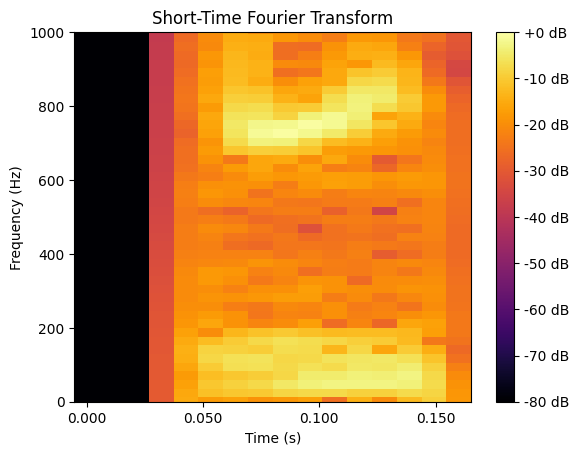 Short-Time Fourier Transform
1000
800
600
400
200
0
Frequency (Hz)
0.000
0.050
0.100
0.150
Time (s)
+0 dB
-10 dB
-20 dB
-30 dB
-40 dB
-50 dB
-60 dB
-70 dB
-80 dB